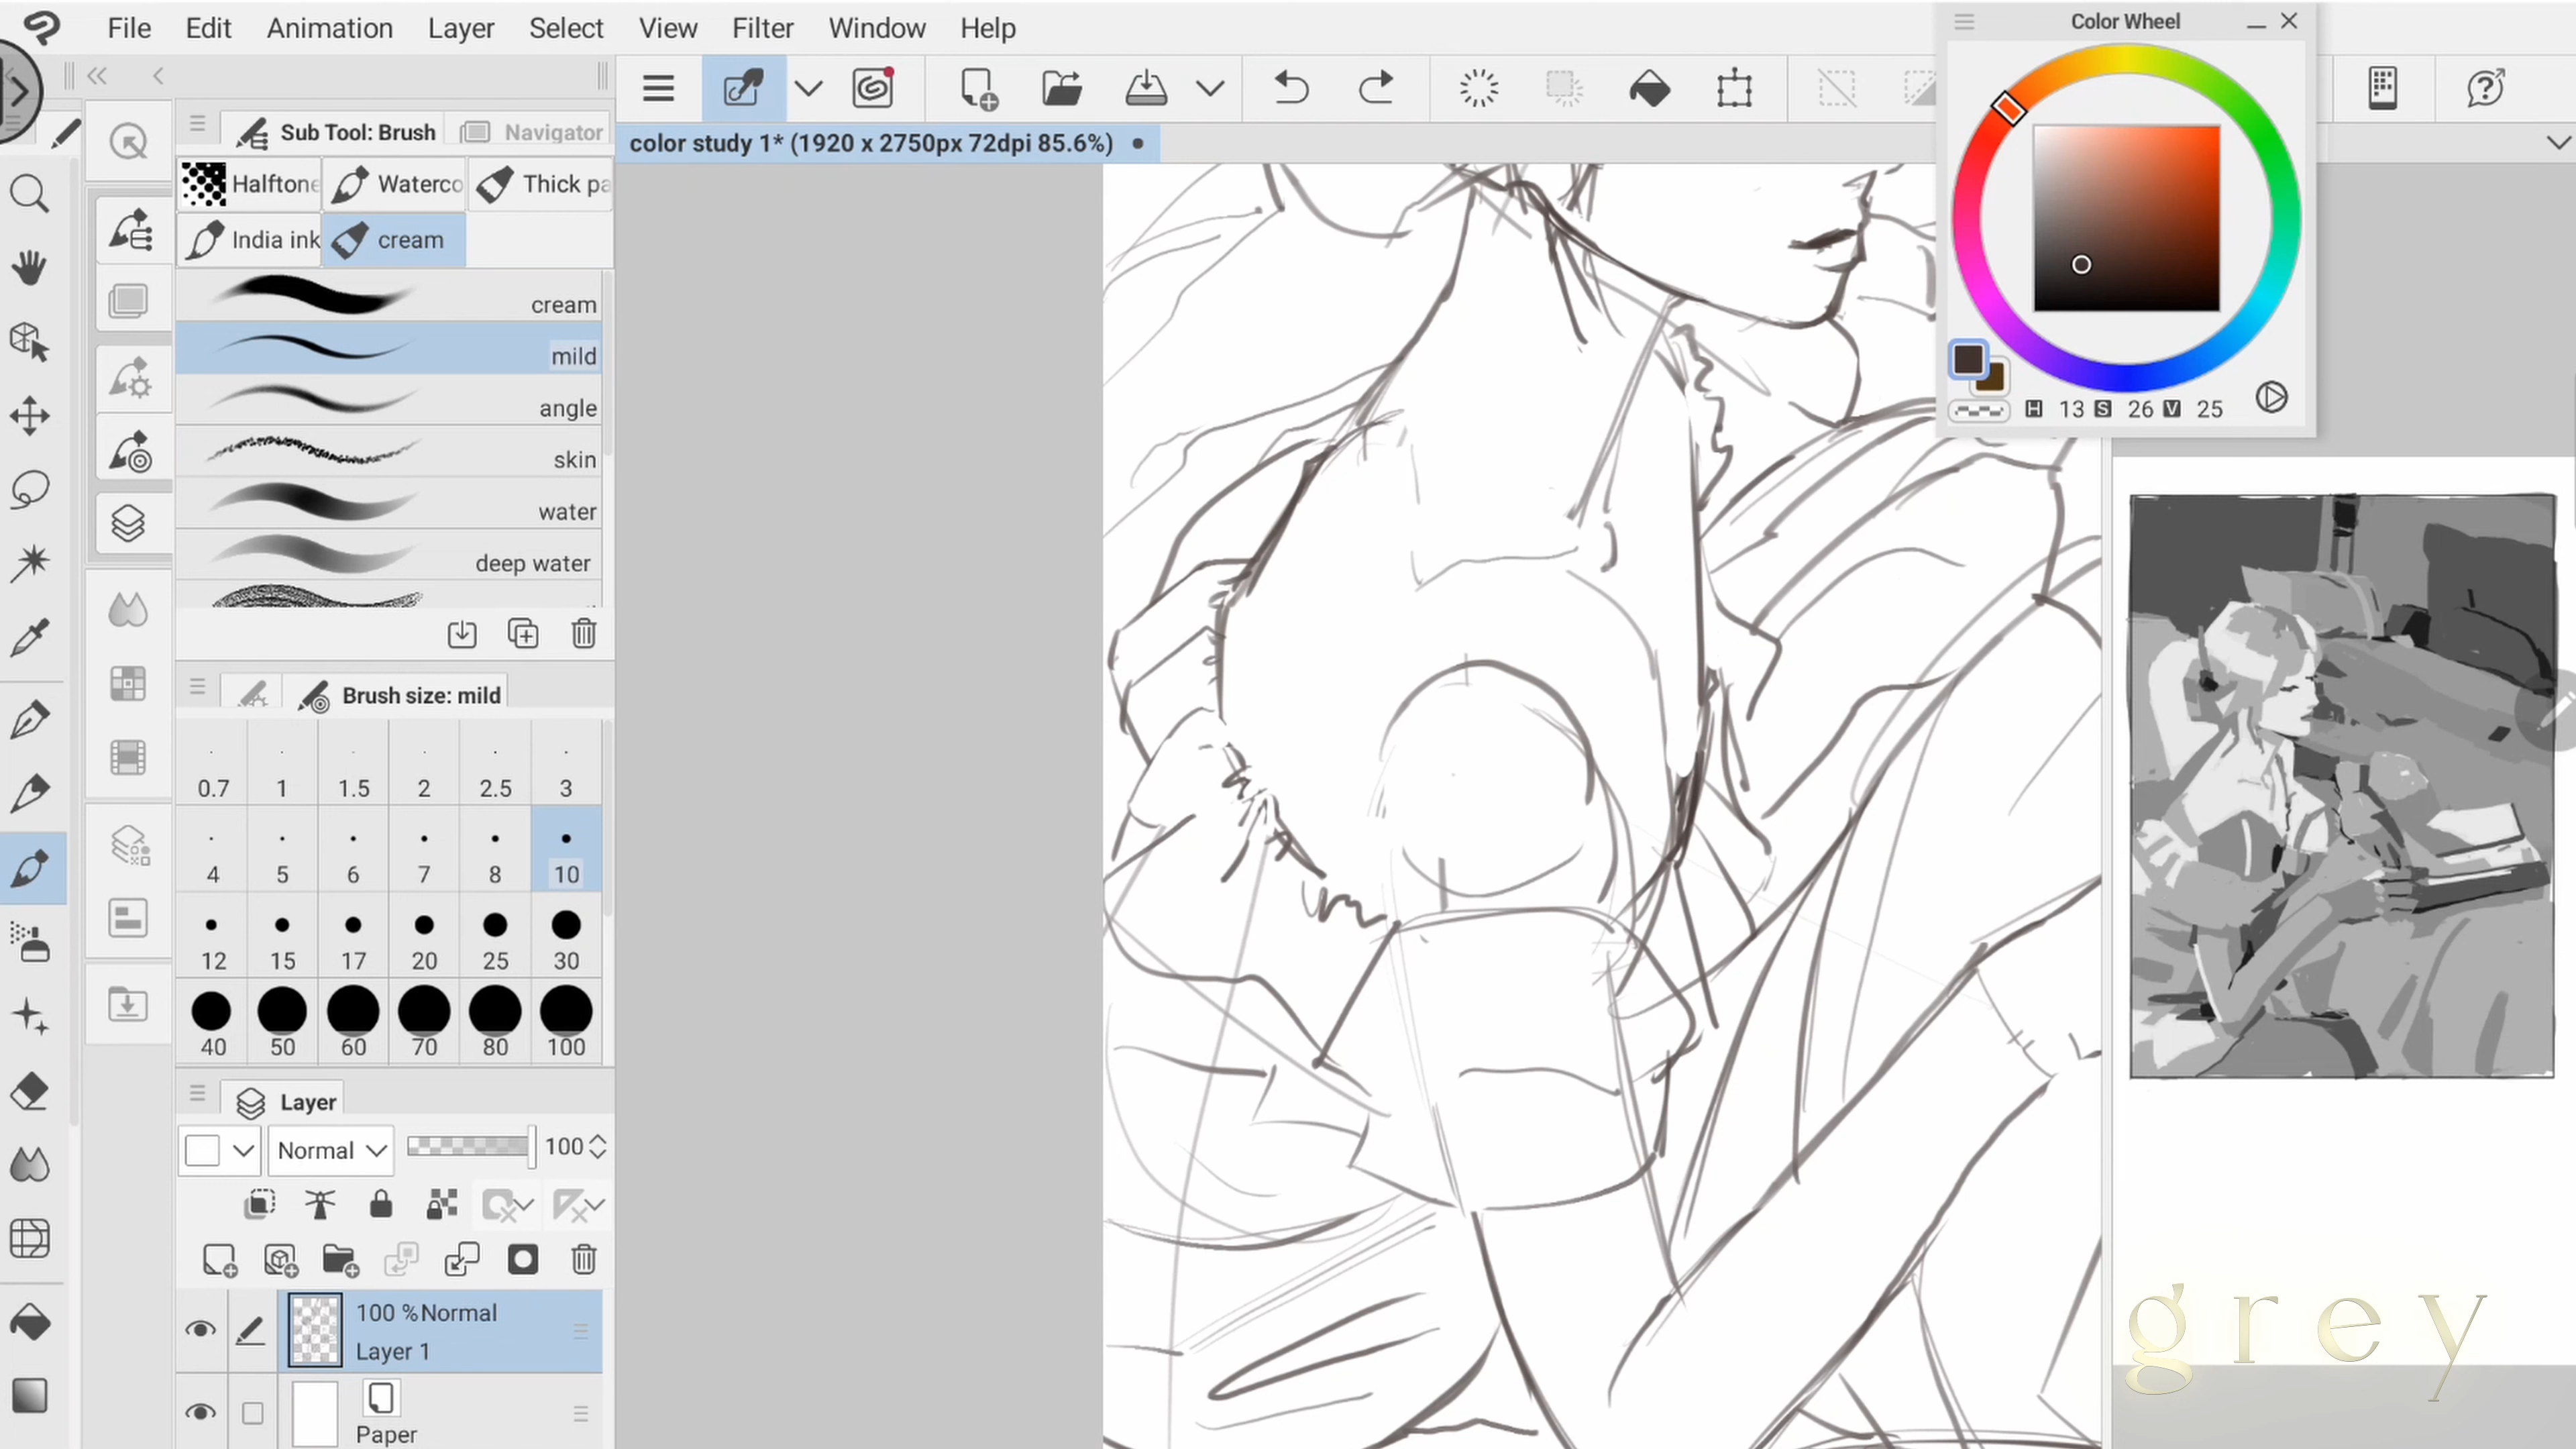 File Edit Animation Layer Select View Filter Window Help
Color Wheel
Sub Tool: Brush Navigator
color study 1* (1920 x 2750px 72dpi 85.6%)
Halftone Waterco Thick pa
India ink cream
cream
mild
angle
skin
water
deep water
H 13 S 26 V 25
Brush size: mild
0.7 1 1.5 2 2.5 3
4 5 6 7 8 10
12 15 17 20 25 30
40 50 60 70 80 100
Layer
Normal 100
100 %Normal
Layer 1
Paper
grey